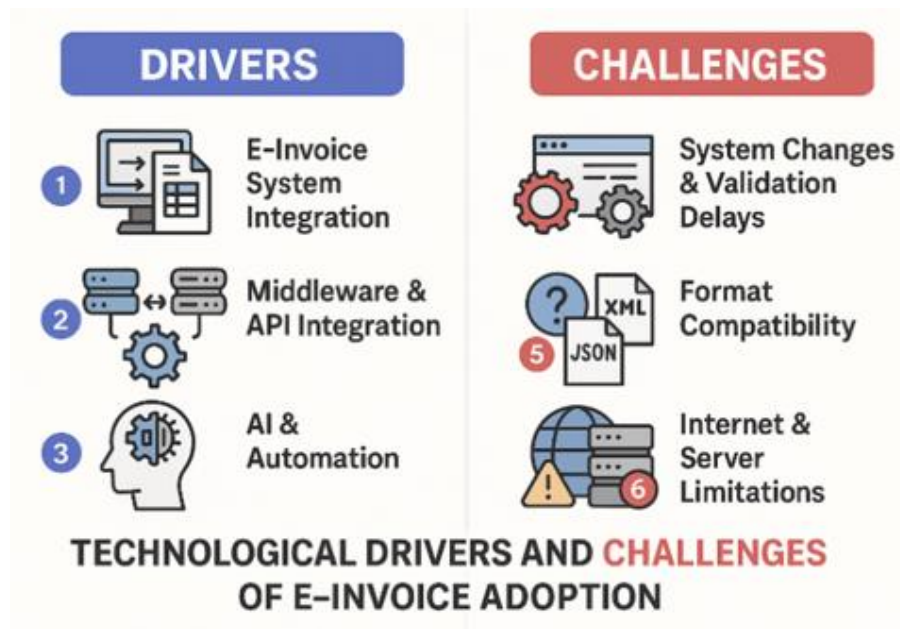 DRIVERS
1
E-Invoice
System
Integration
2
Middleware &
API Integration
3
AI &
Automation
CHALLENGES
System Changes
& Validation
Delays
?
XML
JSON
5
Format
Compatibility
!
6
Internet &
Server
Limitations
TECHNOLOGICAL DRIVERS AND CHALLENGES
OF E-INVOICE ADOPTION